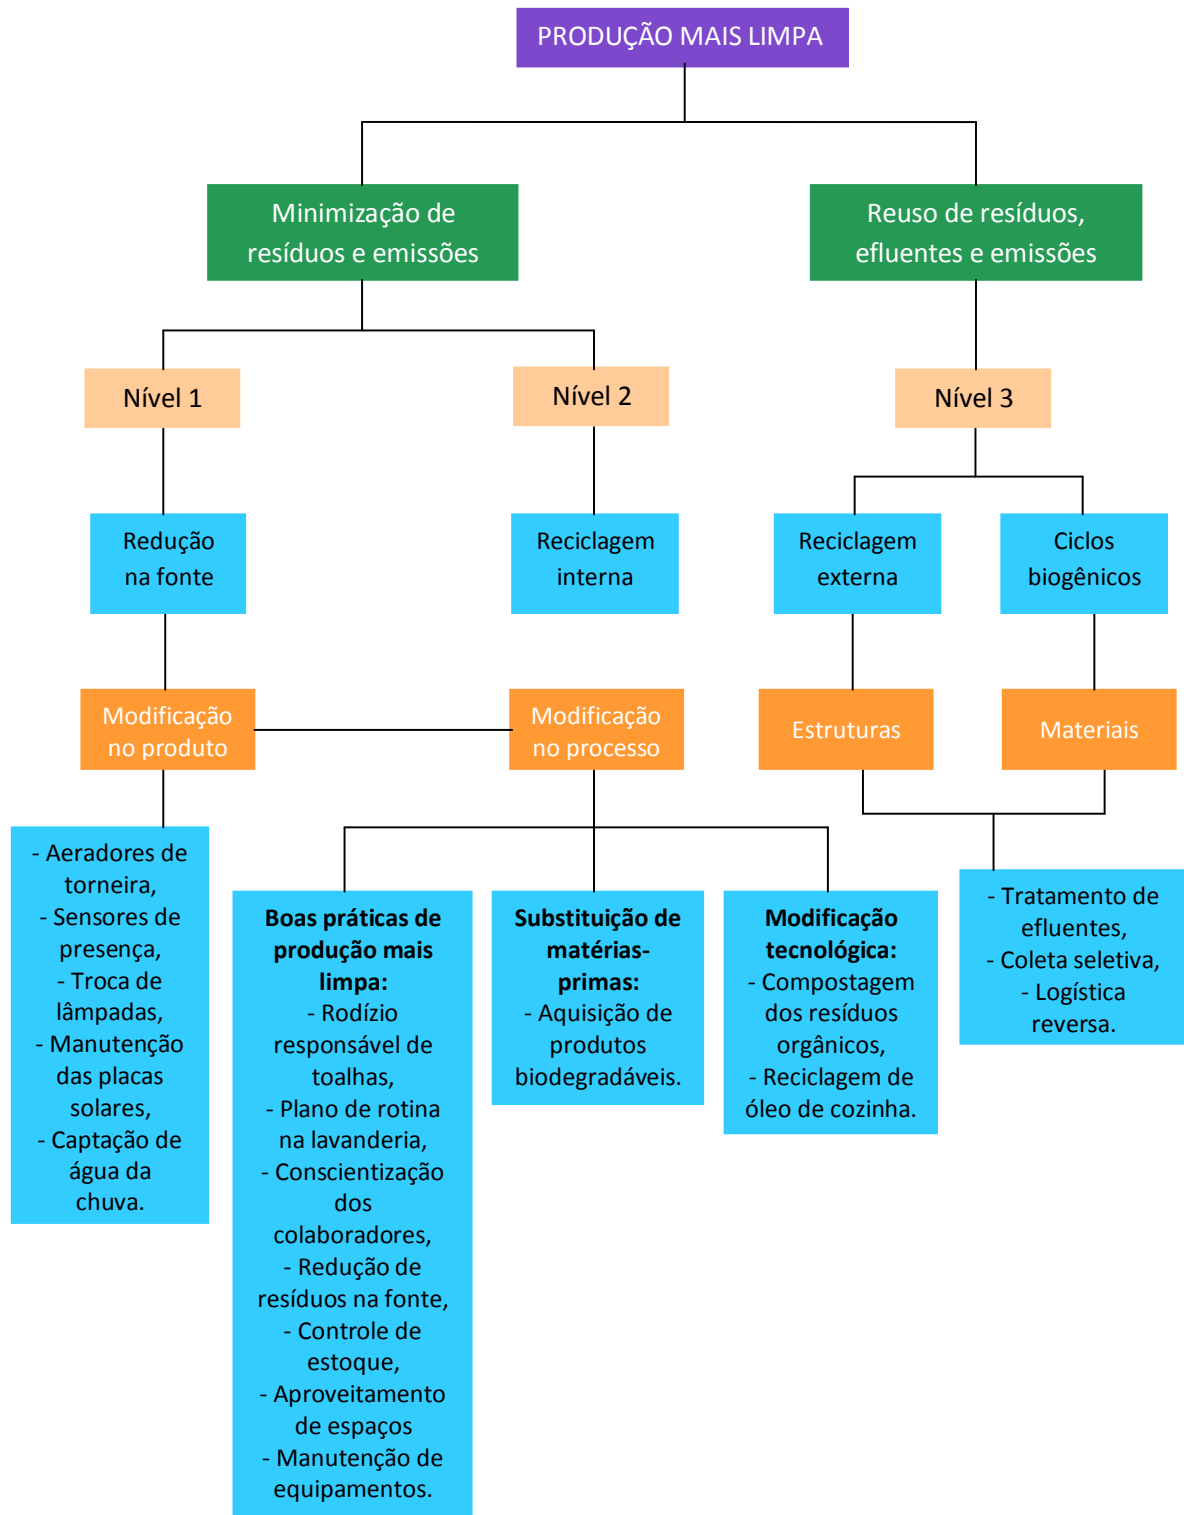 PRODUÇÃO MAIS LIMPA
Minimização de
resíduos e emissões
Reuso de resíduos,
efluentes e emissões
Nível 1
Nível 2
Nível 3
Redução
na fonte
Reciclagem
interna
Reciclagem
externa
Ciclos
biogênicos
Modificação
no produto
Modificação
no processo
Estruturas
Materiais
- Aeradores de
torneira,
- Sensores de
presença,
- Troca de
lâmpadas,
- Manutenção
das placas
solares,
- Captação de
água da
chuva.
Boas práticas de
produção mais
limpa:
- Rodízio
responsável de
toalhas,
- Plano de rotina
na lavanderia,
- Conscientização
dos
colaboradores,
- Redução de
resíduos na fonte,
- Controle de
estoque,
- Aproveitamento
de espaços
- Manutenção de
equipamentos.
Substituição de
matérias-
primas:
- Aquisição de
produtos
biodegradáveis.
Modificação
tecnológica:
- Compostagem
dos resíduos
orgânicos,
- Reciclagem de
óleo de cozinha.
- Tratamento de
efluentes,
- Coleta seletiva,
- Logística
reversa.